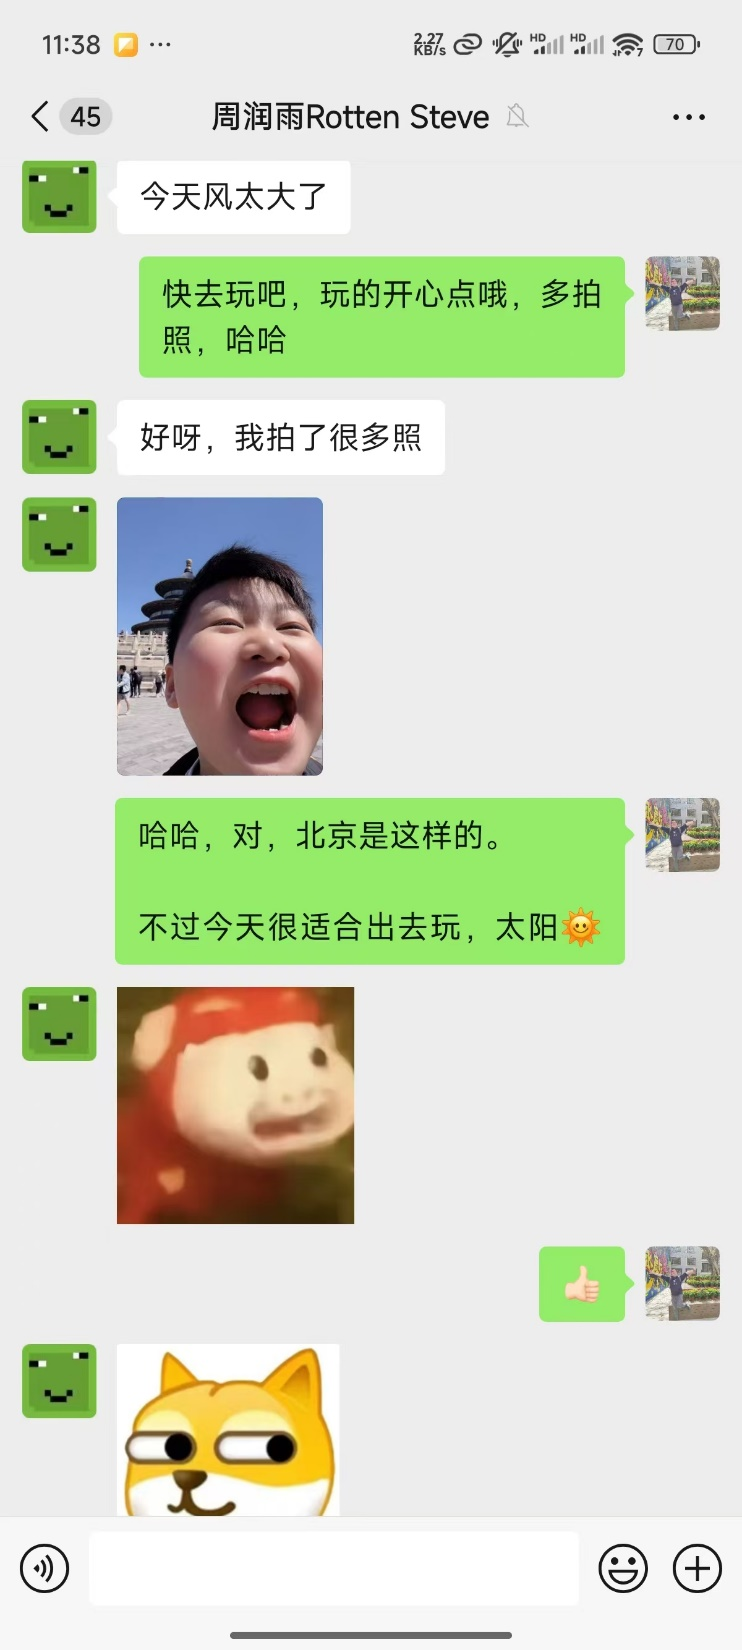 11:38
2.27
KB/s
HD
HD
7
70
45
周润雨Rotten Steve
今天风太大了
快去玩吧，玩的开心点哦，多拍
照，哈哈
好呀，我拍了很多照
哈哈，对，北京是这样的。
不过今天很适合出去玩，太阳🌞
👍🏻